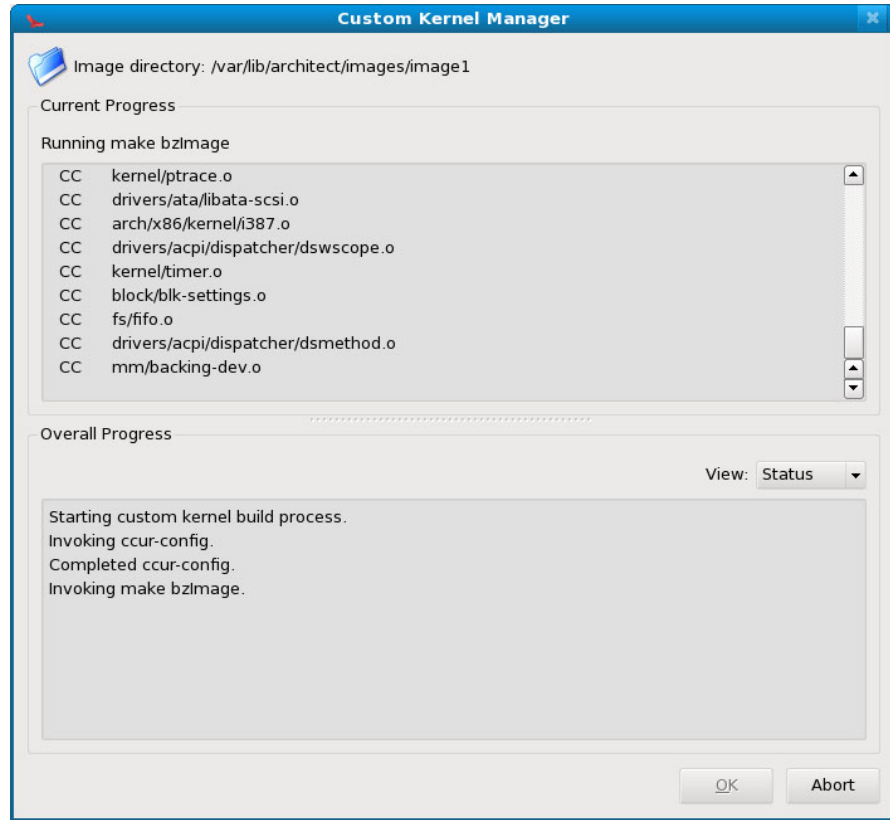 Custom Kernel Manager
Image directory: /var/lib/architect/images/image1
Current Progress
Running make bzImage
CC kernel/ptrace.o
CC drivers/ata/libata-scsi.o
CC arch/x86/kernel/i387.o
CC drivers/acpi/dispatcher/dswscope.o
CC kernel/timer.o
CC block/blk-settings.o
CC fs/fifo.o
CC drivers/acpi/dispatcher/dsmethod.o
CC mm/backing-dev.o
Overall Progress
View: Status
Starting custom kernel build process.
Invoking ccur-config.
Completed ccur-config.
Invoking make bzImage.
OK Abort